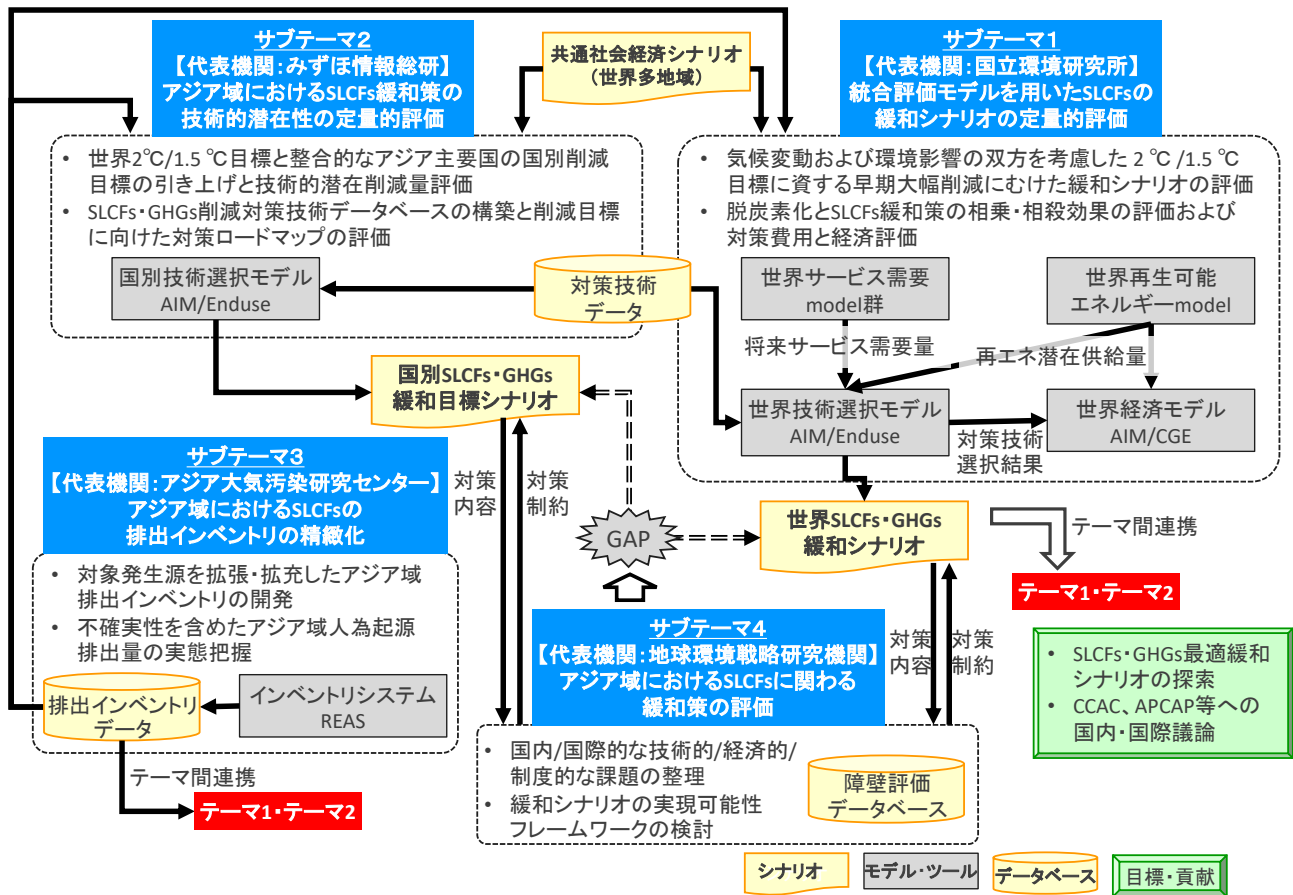 サブテーマ2
【代表機関:みずほ情報総研】
アジア域におけるSLCFs緩和策の
技術的潜在性の定量的評価
共通社会経済シナリオ
(世界多地域)
サブテーマ1
【代表機関:国立環境研究所】
統合評価モデルを用いたSLCFsの
緩和シナリオの定量的評価
• 世界2℃/1.5 ℃目標と整合的なアジア主要国の国別削減
目標の引き上げと技術的潜在削減量評価
• SLCFs・GHGs削減対策技術データベースの構築と削減目標
に向けた対策ロードマップの評価
国別技術選択モデル
AIM/Enduse
対策技術
データ
• 気候変動および環境影響の双方を考慮した 2 ℃ /1.5 ℃
目標に資する早期大幅削減にむけた緩和シナリオの評価
• 脱炭素化とSLCFs緩和策の相乗・相殺効果の評価および
対策費用と経済評価
世界サービス需要
model群
世界再生可能
エネルギーmodel
将来サービス需要量
再エネ潜在供給量
世界技術選択モデル
AIM/Enduse
対策技術
選択結果
世界経済モデル
AIM/CGE
国別SLCFs・GHGs
緩和目標シナリオ
サブテーマ3
【代表機関:アジア大気汚染研究センター】
アジア域におけるSLCFsの
排出インベントリの精緻化
対策
内容
対策
制約
GAP
世界SLCFs・GHGs
緩和シナリオ
テーマ間連携
テーマ1・テーマ2
• 対象発生源を拡張・拡充したアジア域
排出インベントリの開発
• 不確実性を含めたアジア域人為起源
排出量の実態把握
排出インベントリ
データ
インベントリシステム
REAS
テーマ間連携
テーマ1・テーマ2
サブテーマ4
【代表機関:地球環境戦略研究機関】
アジア域におけるSLCFsに関わる
緩和策の評価
対策
内容
対策
制約
• 国内/国際的な技術的/経済的/
制度的な課題の整理
• 緩和シナリオの実現可能性
フレームワークの検討
障壁評価
データベース
• SLCFs・GHGs最適緩和
シナリオの探索
• CCAC、APCAP等への
国内・国際議論
シナリオ
モデル・ツール
データベース
目標・貢献